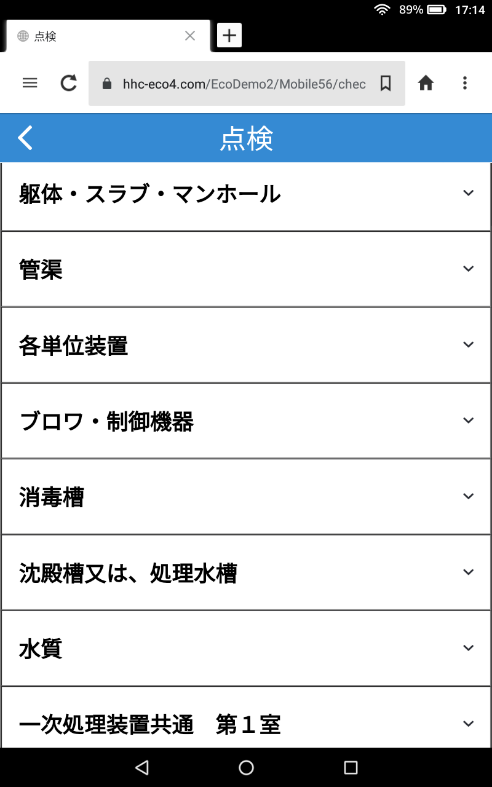 89% 17:14
点検
hhc-eco4.com/EcoDemo2/Mobile56/chec
点検
躯体・スラブ・マンホール
管渠
各単位装置
ブロワ・制御機器
消毒槽
沈殿槽又は、処理水槽
水質
一次処理装置共通　第１室